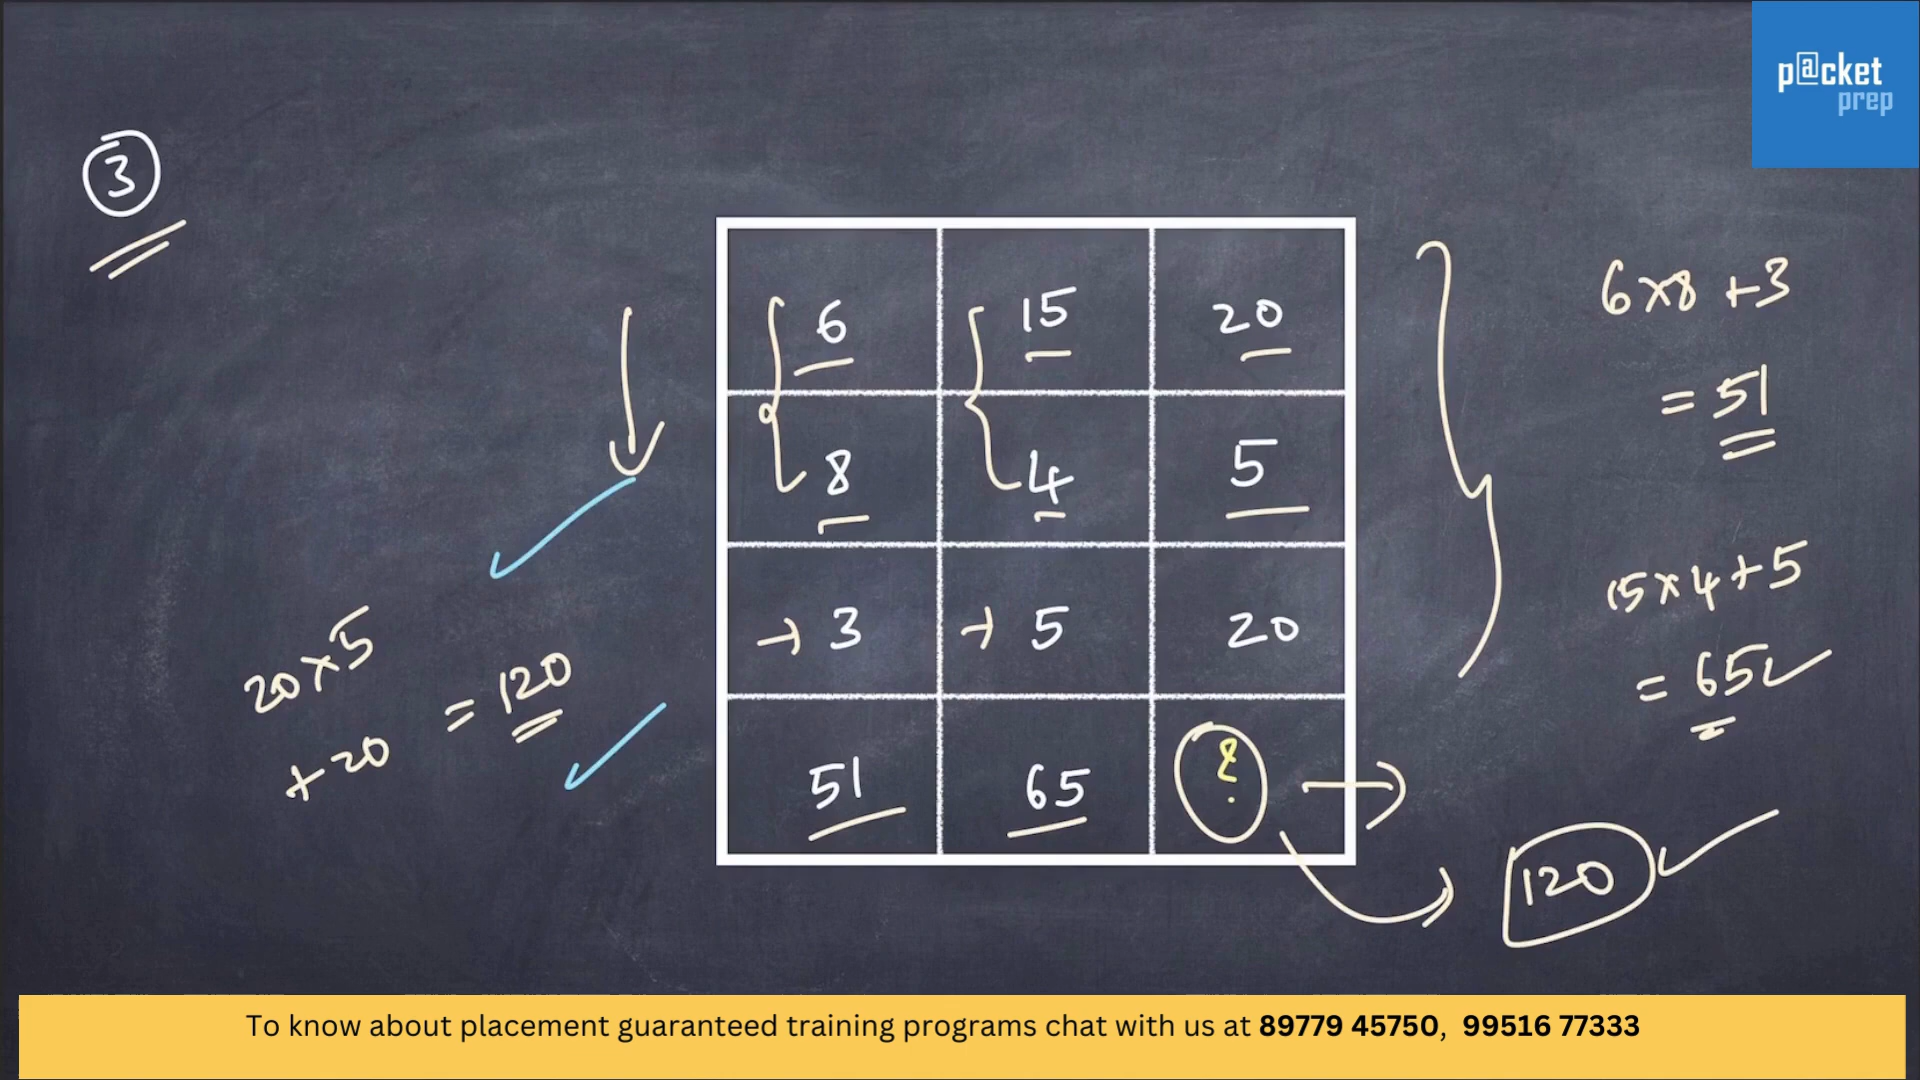 p@cket
prep
3
6 15 20
8 4 5
→ 3 → 5 20
51 65 ?
6×8 +3
= 51
15×4+5
= 65
20×5
+20
= 120
120
To know about placement guaranteed training programs chat with us at 89779 45750, 99516 77333